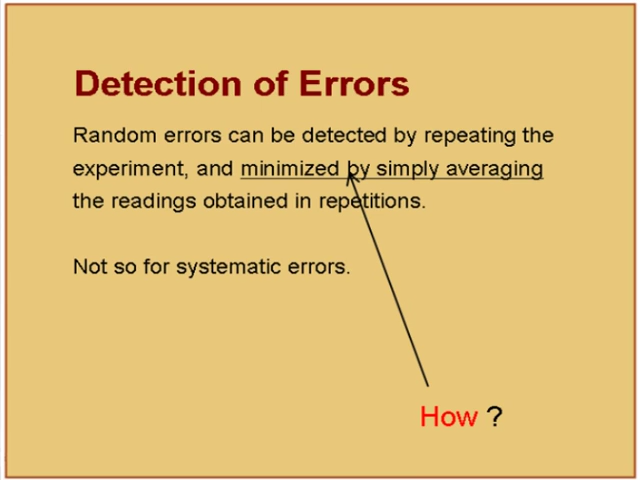 Detection of Errors
Random errors can be detected by repeating the
experiment, and minimized by simply averaging
the readings obtained in repetitions.
Not so for systematic errors.
How ?